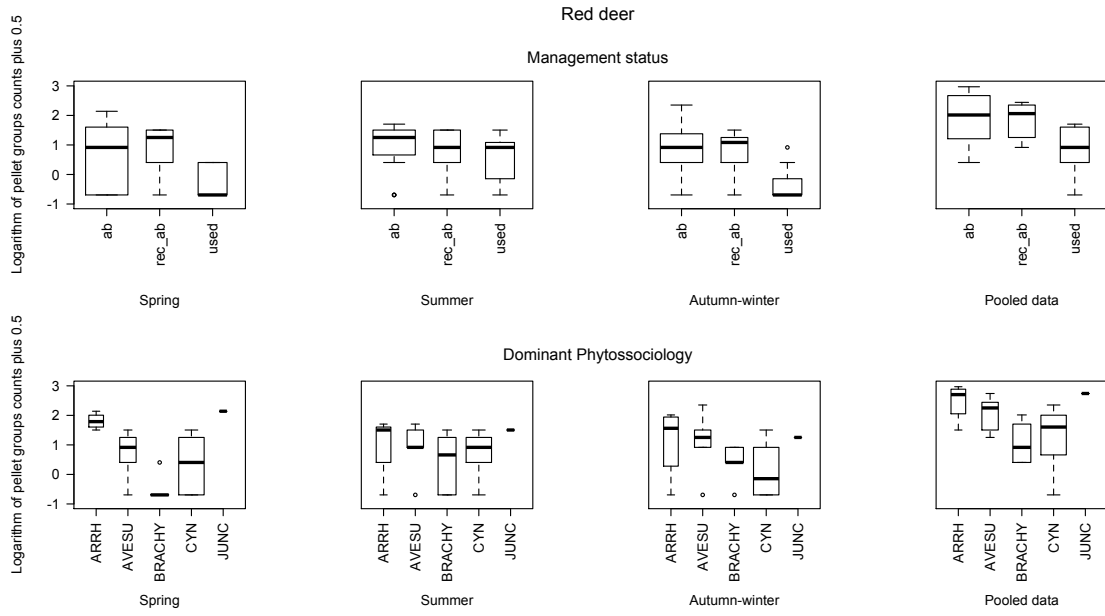 Red deer
Management status
Logarithm of pellet groups counts plus 0.5
3
2
1
0
-1
ab
rec_ab
used
ab
rec_ab
used
ab
rec_ab
used
ab
rec_ab
used
Spring
Summer
Autumn-winter
Pooled data
Dominant Phytossociology
Logarithm of pellet groups counts plus 0.5
3
2
1
0
-1
ARRH
AVESU
BRACHY
CYN
JUNC
ARRH
AVESU
BRACHY
CYN
JUNC
ARRH
AVESU
BRACHY
CYN
JUNC
ARRH
AVESU
BRACHY
CYN
JUNC
Spring
Summer
Autumn-winter
Pooled data